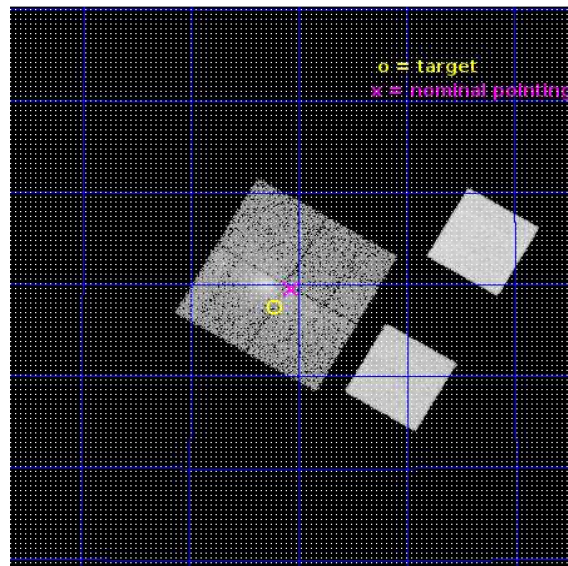 o = target
x = nominal pointing